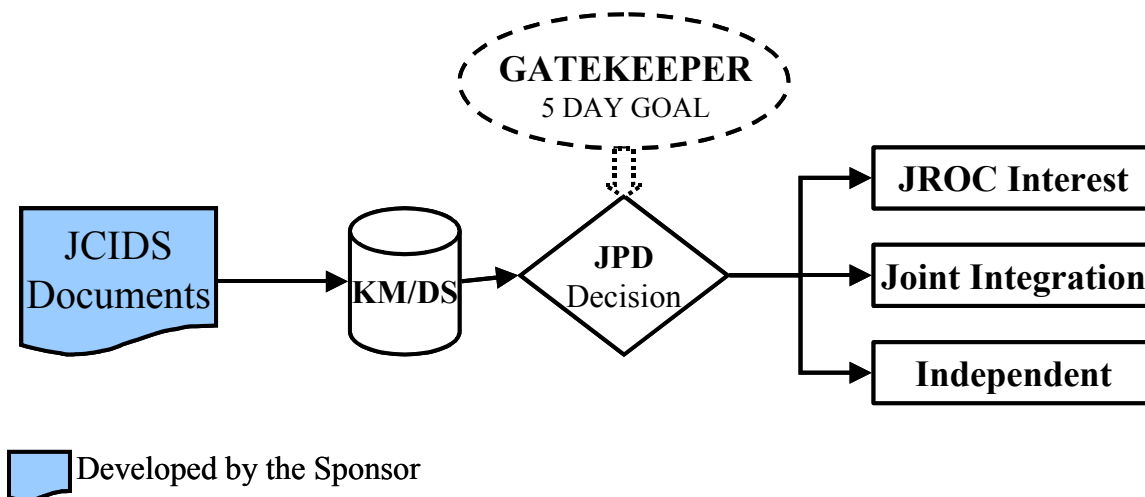 GATEKEEPER
5 DAY GOAL
JROC Interest
JCIDS
Documents
KM/DS
JPD
Decision
Joint Integration
Independent
Developed by the Sponsor